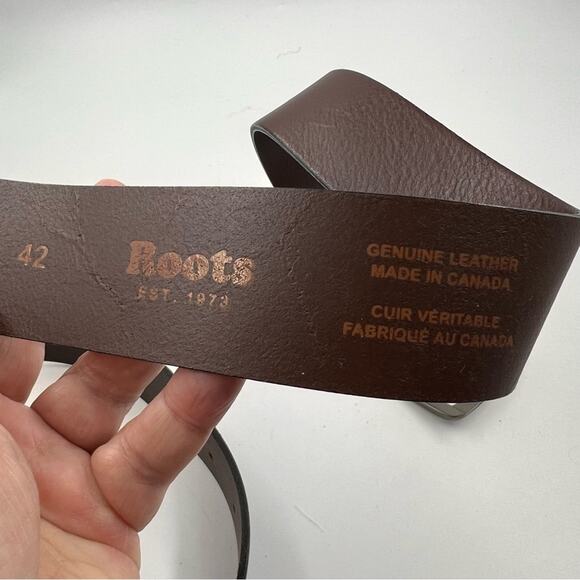 42
Roots
EST. 1973
GENUINE LEATHER
MADE IN CANADA
CUIR VÉRITABLE
FABRIQUÉ AU CANADA